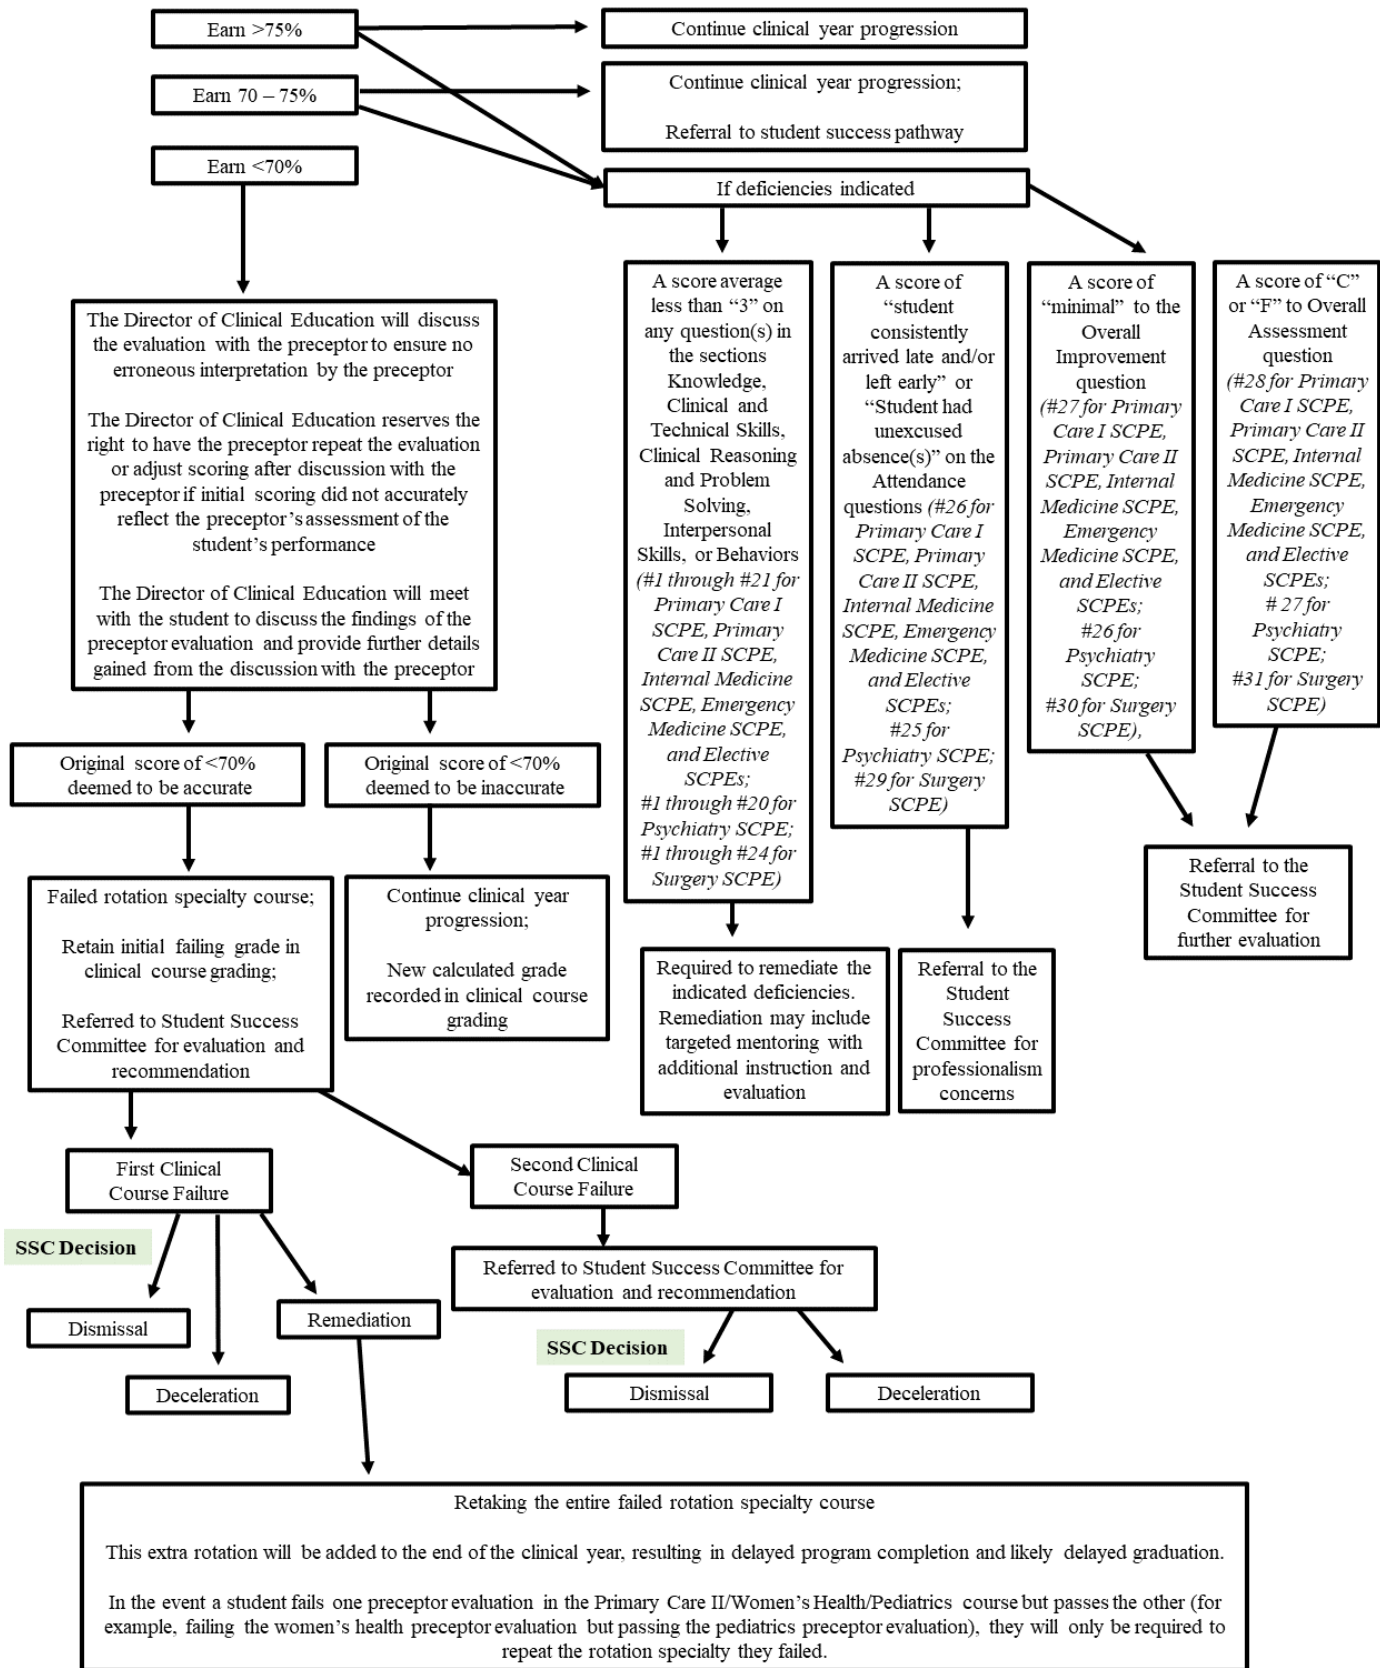 Earn >75%
Continue clinical year progression
Earn 70 – 75%
Continue clinical year progression;
Referral to student success pathway
Earn <70%
If deficiencies indicated
The Director of Clinical Education will discuss
the evaluation with the preceptor to ensure no
erroneous interpretation by the preceptor
The Director of Clinical Education reserves the
right to have the preceptor repeat the evaluation
or adjust scoring after discussion with the
preceptor if initial scoring did not accurately
reflect the preceptor’s assessment of the
student’s performance
The Director of Clinical Education will meet
with the student to discuss the findings of the
preceptor evaluation and provide further details
gained from the discussion with the preceptor
A score average
less than “3” on
any question(s) in
the sections
Knowledge,
Clinical and
Technical Skills,
Clinical Reasoning
and Problem
Solving,
Interpersonal
Skills, or Behaviors
(#1 through #21 for
Primary Care I
SCPE, Primary
Care II SCPE,
Internal Medicine
SCPE, Emergency
Medicine SCPE,
and Elective
SCPEs;
#1 through #20 for
Psychiatry SCPE;
#1 through #24 for
Surgery SCPE)
A score of
“student
consistently
arrived late and/or
left early” or
“Student had
unexcused
absence(s)” on the
Attendance
questions (#26 for
Primary Care I
SCPE, Primary
Care II SCPE,
Internal Medicine
SCPE, Emergency
Medicine SCPE,
and Elective
SCPEs;
#25 for
Psychiatry SCPE;
#29 for Surgery
SCPE)
A score of
“minimal” to the
Overall
Improvement
question
(#27 for Primary
Care I SCPE,
Primary Care II
SCPE, Internal
Medicine SCPE,
Emergency
Medicine SCPE,
and Elective
SCPEs;
#26 for
Psychiatry
SCPE;
#30 for Surgery
SCPE),
A score of “C”
or “F” to Overall
Assessment
question
(#28 for Primary
Care I SCPE,
Primary Care II
SCPE, Internal
Medicine SCPE,
Emergency
Medicine SCPE,
and Elective
SCPEs;
# 27 for
Psychiatry
SCPE;
#31 for Surgery
SCPE)
Original score of <70%
deemed to be accurate
Original score of <70%
deemed to be inaccurate
Failed rotation specialty course;
Retain initial failing grade in
clinical course grading;
Referred to Student Success
Committee for evaluation and
recommendation
Continue clinical year
progression;
New calculated grade
recorded in clinical course
grading
Required to remediate the
indicated deficiencies.
Remediation may include
targeted mentoring with
additional instruction and
evaluation
Referral to the
Student
Success
Committee for
professionalism
concerns
Referral to the
Student Success
Committee for
further evaluation
First Clinical
Course Failure
Second Clinical
Course Failure
SSC Decision
Referred to Student Success Committee for
evaluation and recommendation
Dismissal
Remediation
Deceleration
SSC Decision
Dismissal
Deceleration
Retaking the entire failed rotation specialty course
This extra rotation will be added to the end of the clinical year, resulting in delayed program completion and likely delayed graduation.
In the event a student fails one preceptor evaluation in the Primary Care II/Women’s Health/Pediatrics course but passes the other (for
example, failing the women’s health preceptor evaluation but passing the pediatrics preceptor evaluation), they will only be required to
repeat the rotation specialty they failed.